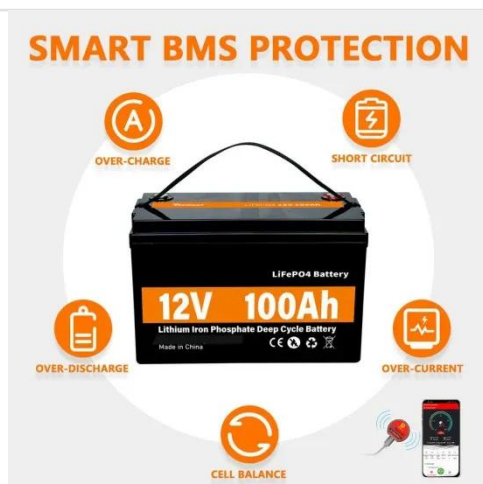 SMART BMS PROTECTION
OVER-CHARGE
SHORT CIRCUIT
LiFePO4 Battery
12V 100Ah
Lithium Iron Phosphate Deep Cycle Battery
Made in China
CE
OVER-DISCHARGE
OVER-CURRENT
CELL BALANCE